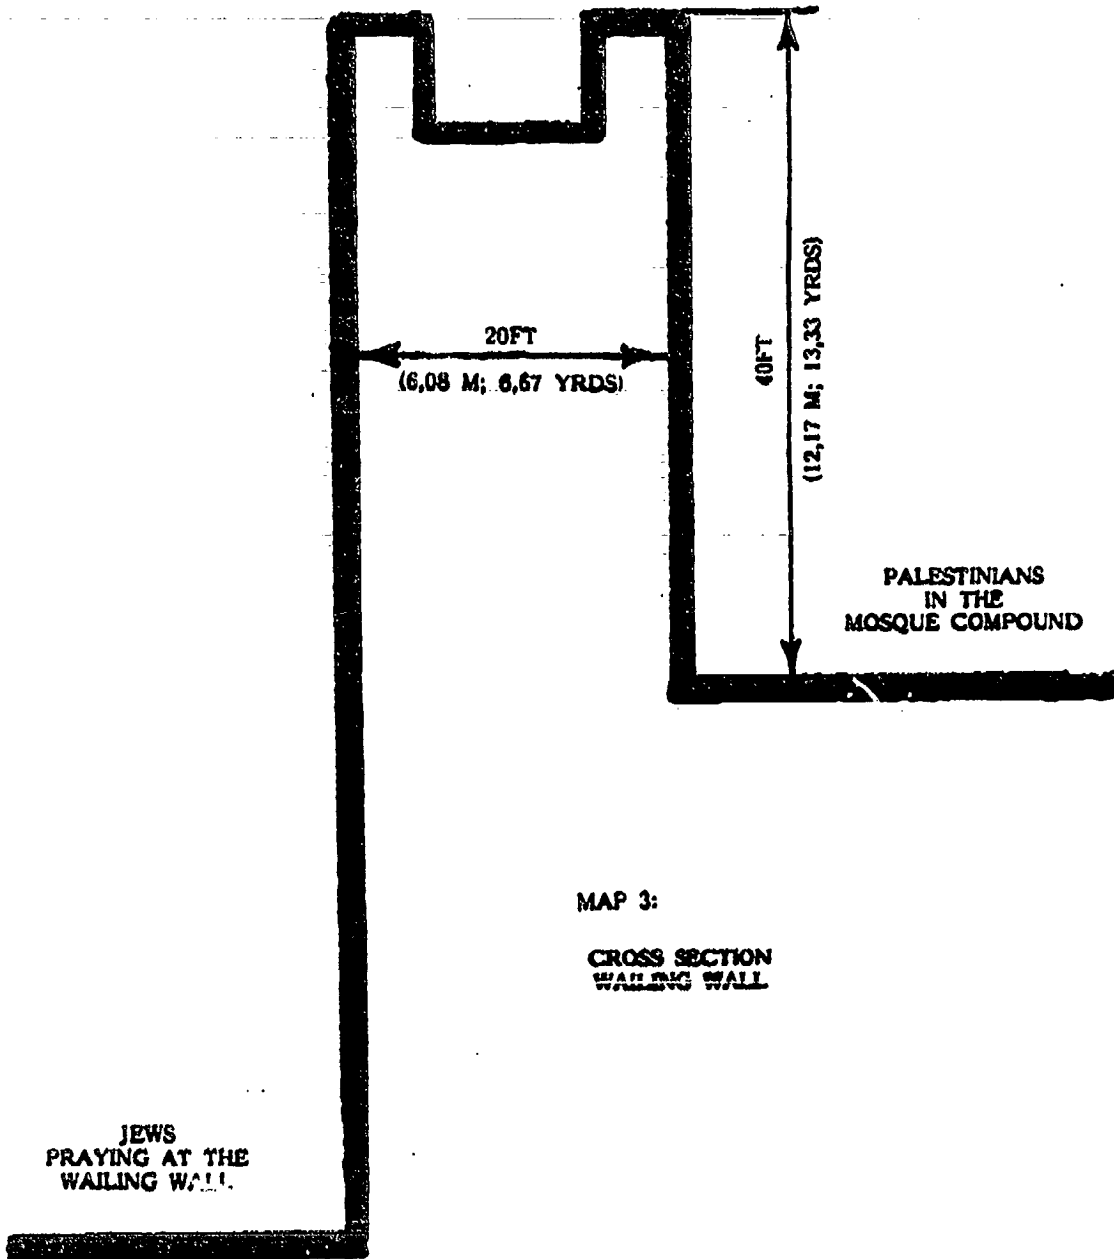 20FT
(6,08 M; 6,67 YRDS)
40FT
(12,17 M; 13,33 YRDS)
PALESTINIANS
IN THE
MOSQUE COMPOUND
MAP 3:
CROSS SECTION
WAILING WALL
JEWS
PRAYING AT THE
WAILING WALL